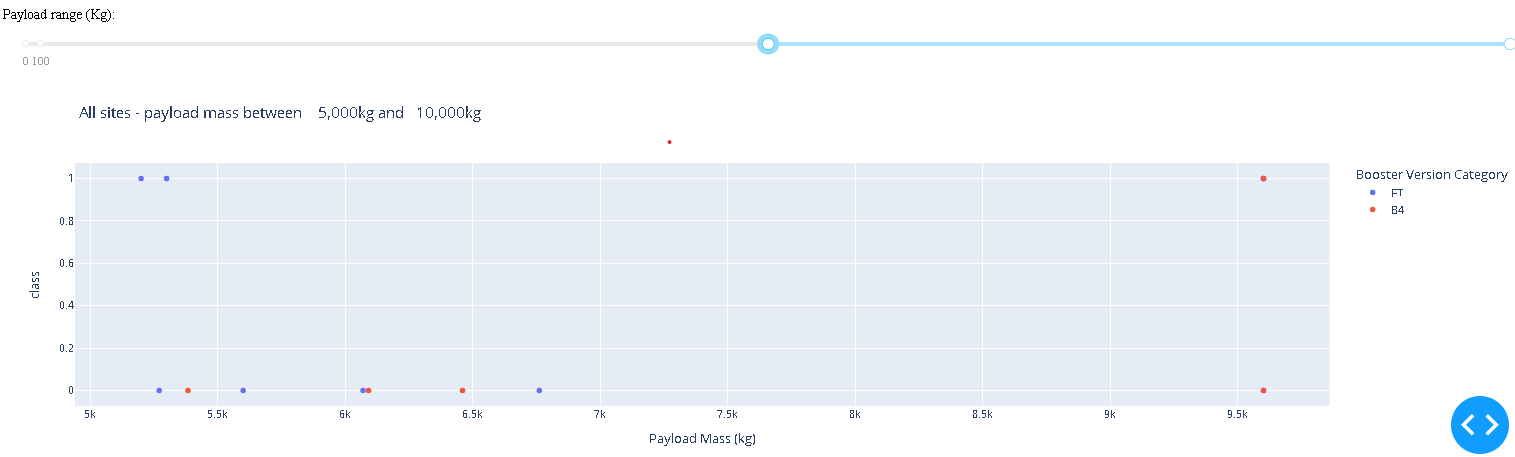 Payload range (Kg):
0 100
All sites - payload mass between 5,000kg and 10,000kg
Booster Version Category
FT
B4
1
0.8
0.6
0.4
0.2
0
class
5k 5.5k 6k 6.5k 7k 7.5k 8k 8.5k 9k 9.5k
Payload Mass (kg)